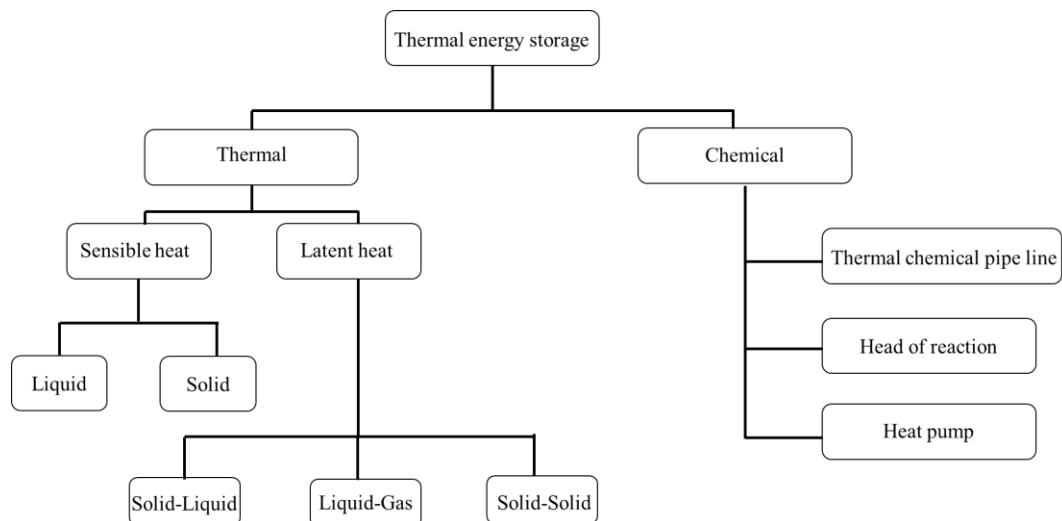 Thermal energy storage
Thermal
Chemical
Sensible heat
Latent heat
Thermal chemical pipe line
Liquid
Solid
Head of reaction
Heat pump
Solid-Liquid
Liquid-Gas
Solid-Solid